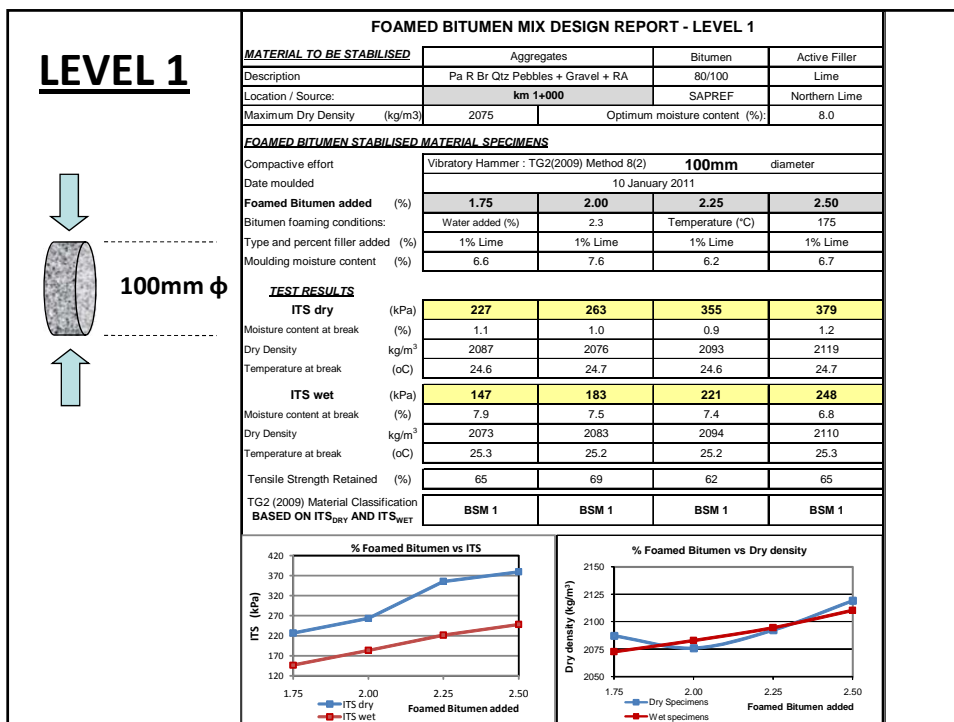 LEVEL 1
100mm ф
FOAMED BITUMEN MIX DESIGN REPORT - LEVEL 1
MATERIAL TO BE STABILISED Aggregates Bitumen Active Filler
Description Pa R Br Qtz Pebbles + Gravel + RA 80/100 Lime
Location / Source: km 1+000 SAPREF Northern Lime
Maximum Dry Density (kg/m3) 2075 Optimum moisture content (%): 8.0
FOAMED BITUMEN STABILISED MATERIAL SPECIMENS
Compactive effort Vibratory Hammer : TG2(2009) Method 8(2) 100mm diameter
Date moulded 10 January 2011
Foamed Bitumen added (%) 1.75 2.00 2.25 2.50
Bitumen foaming conditions: Water added (%) 2.3 Temperature (°C) 175
Type and percent filler added (%) 1% Lime 1% Lime 1% Lime 1% Lime
Moulding moisture content (%) 6.6 7.6 6.2 6.7
TEST RESULTS
ITS dry (kPa) 227 263 355 379
Moisture content at break (%) 1.1 1.0 0.9 1.2
Dry Density kg/m3 2087 2076 2093 2119
Temperature at break (oC) 24.6 24.7 24.6 24.7
ITS wet (kPa) 147 183 221 248
Moisture content at break (%) 7.9 7.5 7.4 6.8
Dry Density kg/m3 2073 2083 2094 2110
Temperature at break (oC) 25.3 25.2 25.2 25.3
Tensile Strength Retained (%) 65 69 62 65
TG2 (2009) Material Classification
BASED ON ITSDRY AND ITSWET BSM 1 BSM 1 BSM 1 BSM 1
% Foamed Bitumen vs ITS
420
370
320
270
220
170
120
ITS (kPa)
1.75 2.00 2.25 2.50
ITS dry
ITS wet
Foamed Bitumen added
% Foamed Bitumen vs Dry density
2150
2125
2100
2075
2050
Dry density (kg/m³)
1.75 2.00 2.25 2.50
Dry Specimens
Wet specimens
Foamed Bitumen added